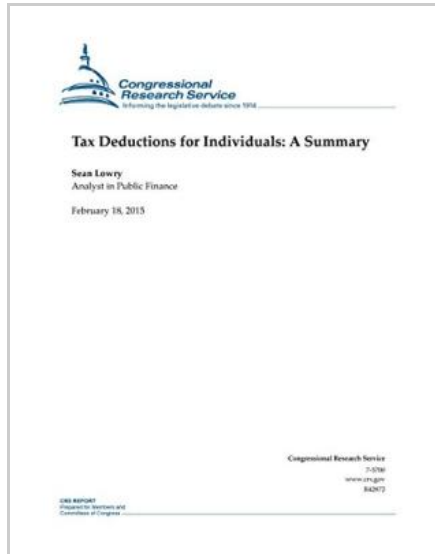 Congressional
Research Service
Informing the legislative debate since 1914
Tax Deductions for Individuals: A Summary
Sean Lowry
Analyst in Public Finance
February 18, 2015
Congressional Research Service
7-5700
www.crs.gov
R42872
CRS REPORT
Prepared for Members and
Committees of Congress